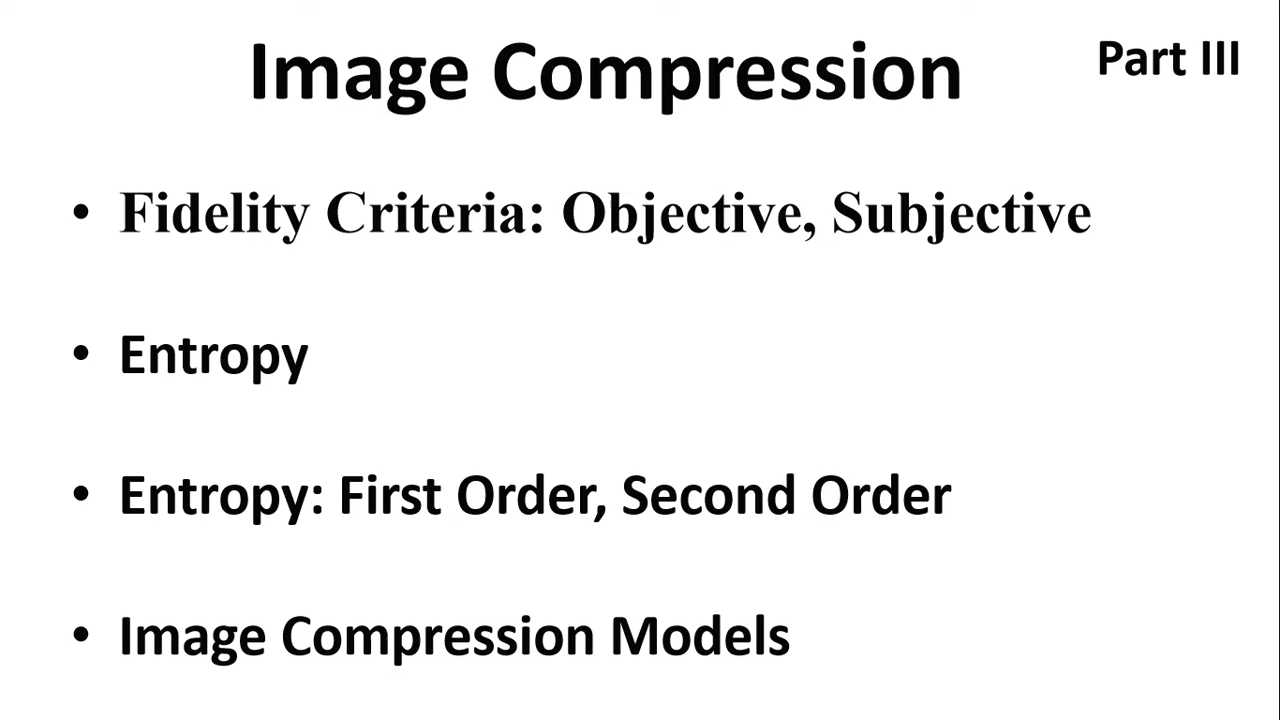 Image Compression
Part III
• Fidelity Criteria: Objective, Subjective
• Entropy
• Entropy: First Order, Second Order
• Image Compression Models